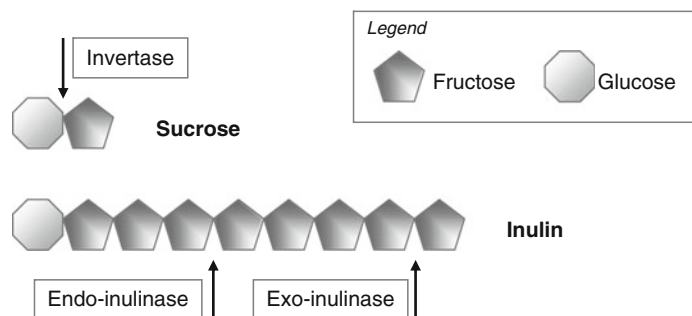 Legend
Invertase
Fructose
Glucose
Sucrose
Inulin
Endo-inulinase
Exo-inulinase